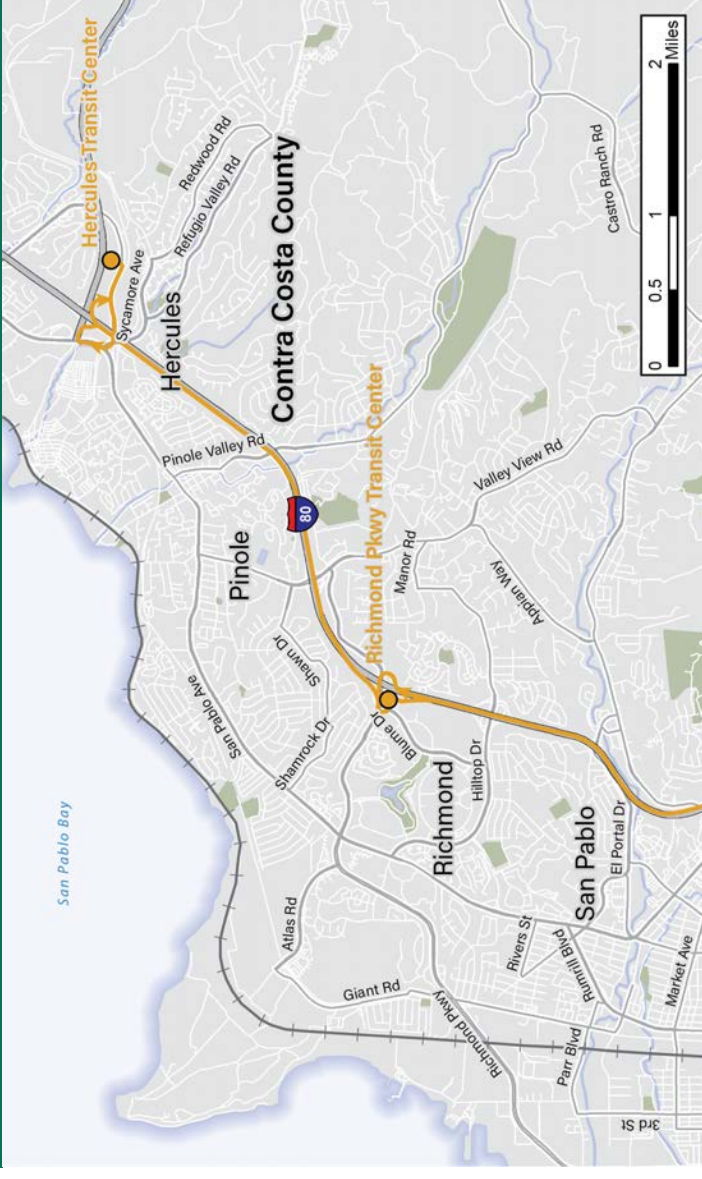 San Pablo Bay
Hercules Transit Center
Redwood Rd
Refugio Valley Rd
Sycamore Ave
Hercules
Contra Costa County
Pinole Valley Rd
80
Pinole
Richmond Pkwy Transit Center
Valley View Rd
Manor Rd
Appian Way
Castro Ranch Rd
Shawn Dr
San Pablo Ave
Shamrock Dr
Blume Dr
Hilltop Dr
Richmond
San Pablo
El Portal Dr
Atlas Rd
Giant Rd
Rivers St
Rumrill Blvd
Market Ave
Richmond Pkwy
Parr Blvd
3rd St
0 0.5 1 2
Miles